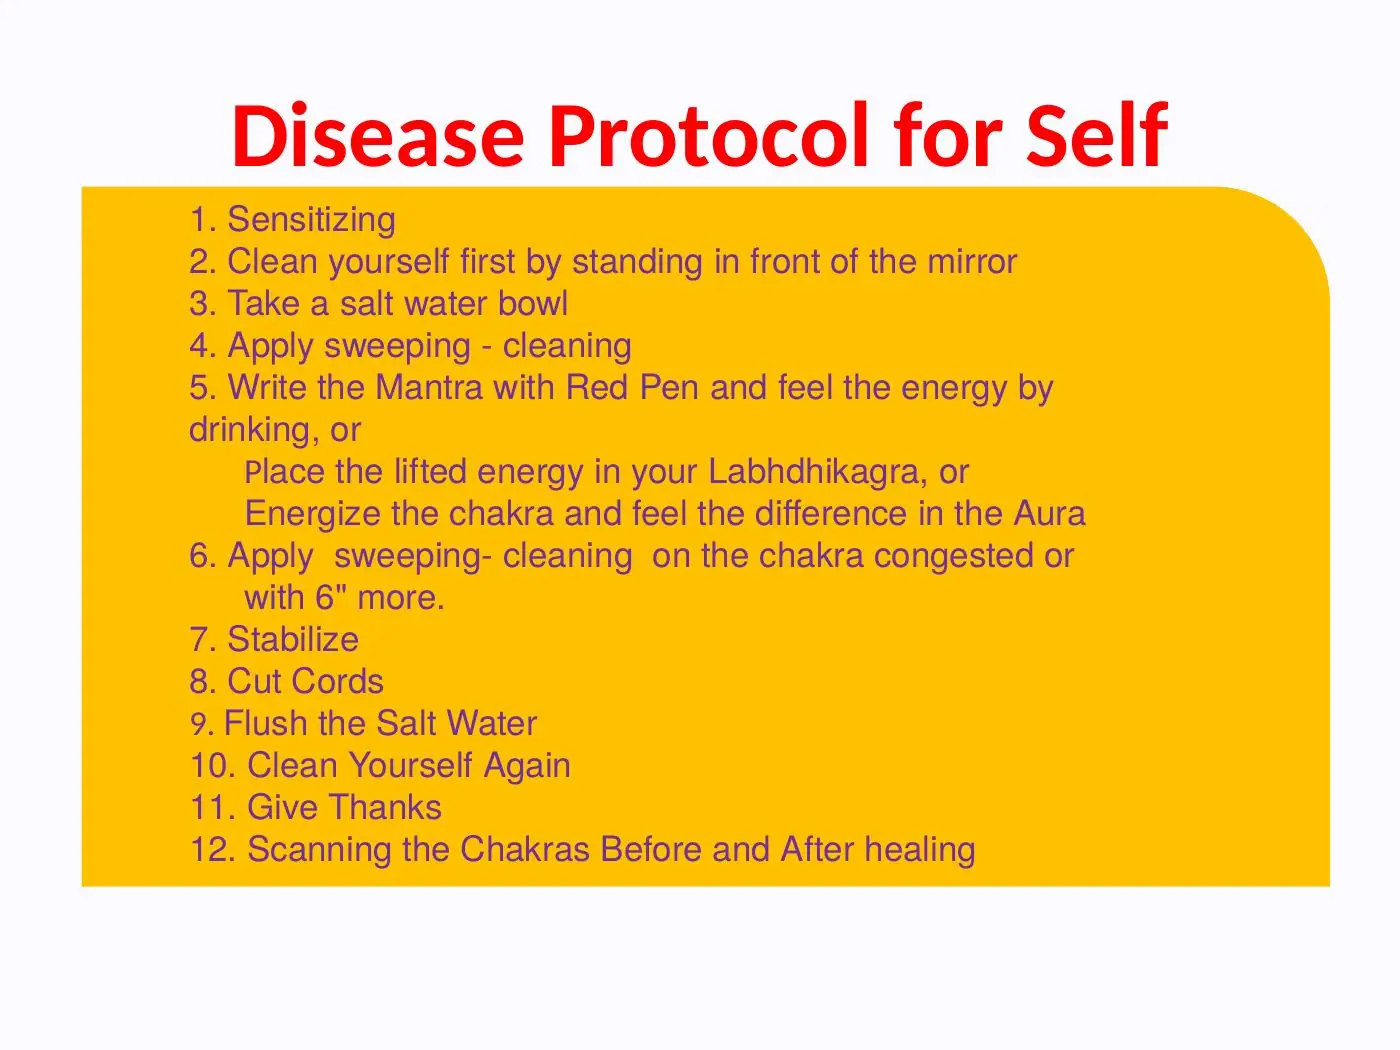 Disease Protocol for Self
1. Sensitizing
2. Clean yourself first by standing in front of the mirror
3. Take a salt water bowl
4. Apply sweeping - cleaning
5. Write the Mantra with Red Pen and feel the energy by
drinking, or
Place the lifted energy in your Labhdhikagra, or
Energize the chakra and feel the difference in the Aura
6. Apply  sweeping- cleaning  on the chakra congested or
with 6" more.
7. Stabilize
8. Cut Cords
9. Flush the Salt Water
10. Clean Yourself Again
11. Give Thanks
12. Scanning the Chakras Before and After healing